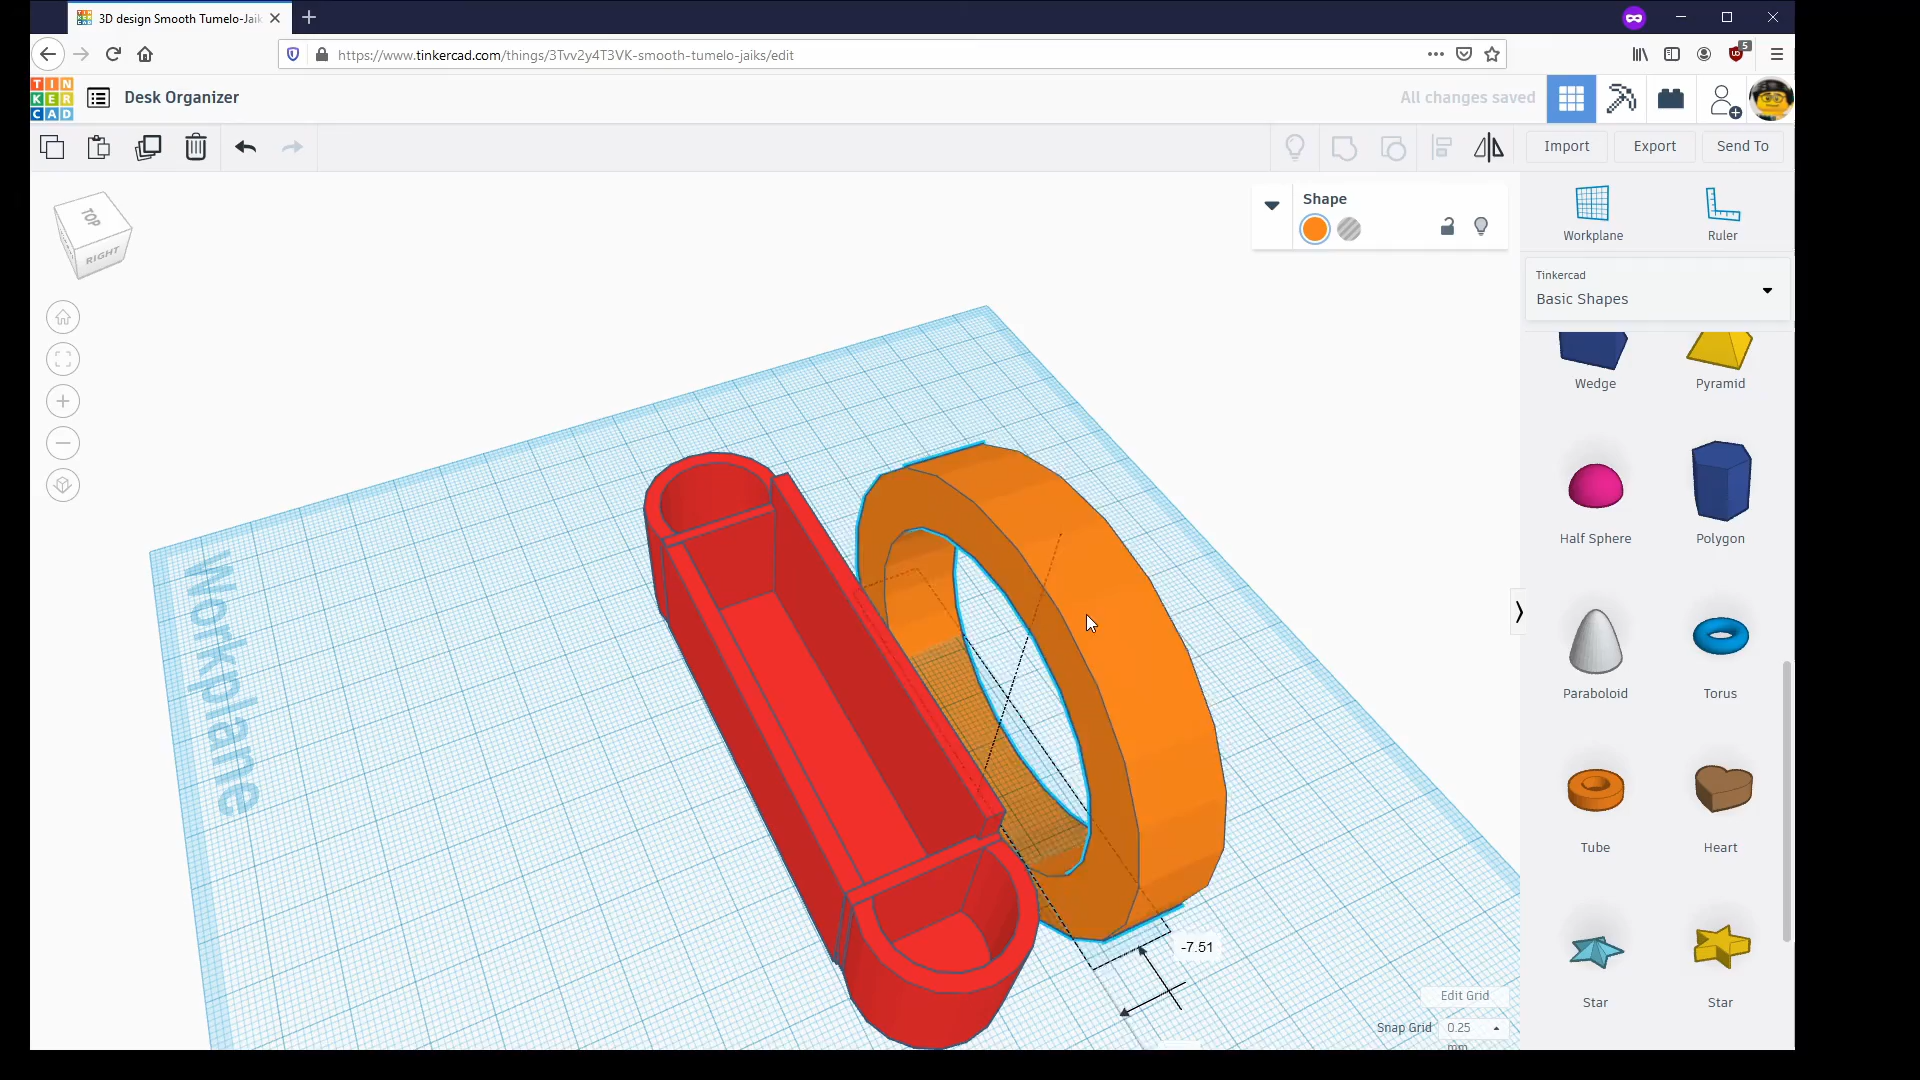 3D design Smooth Tumelo-Jaik
https://www.tinkercad.com/things/3Tvv2y4T3VK-smooth-tumelo-jaiks/edit
5
TIN
KER
CAD
Desk Organizer
All changes saved
Import
Export
Send To
TOP
RIGHT
Shape
Workplane
Ruler
Tinkercad
Basic Shapes
Wedge
Pyramid
Half Sphere
Polygon
Paraboloid
Torus
Tube
Heart
Star
Star
Workplane
-7.51
Edit Grid
Snap Grid
0.25
mm